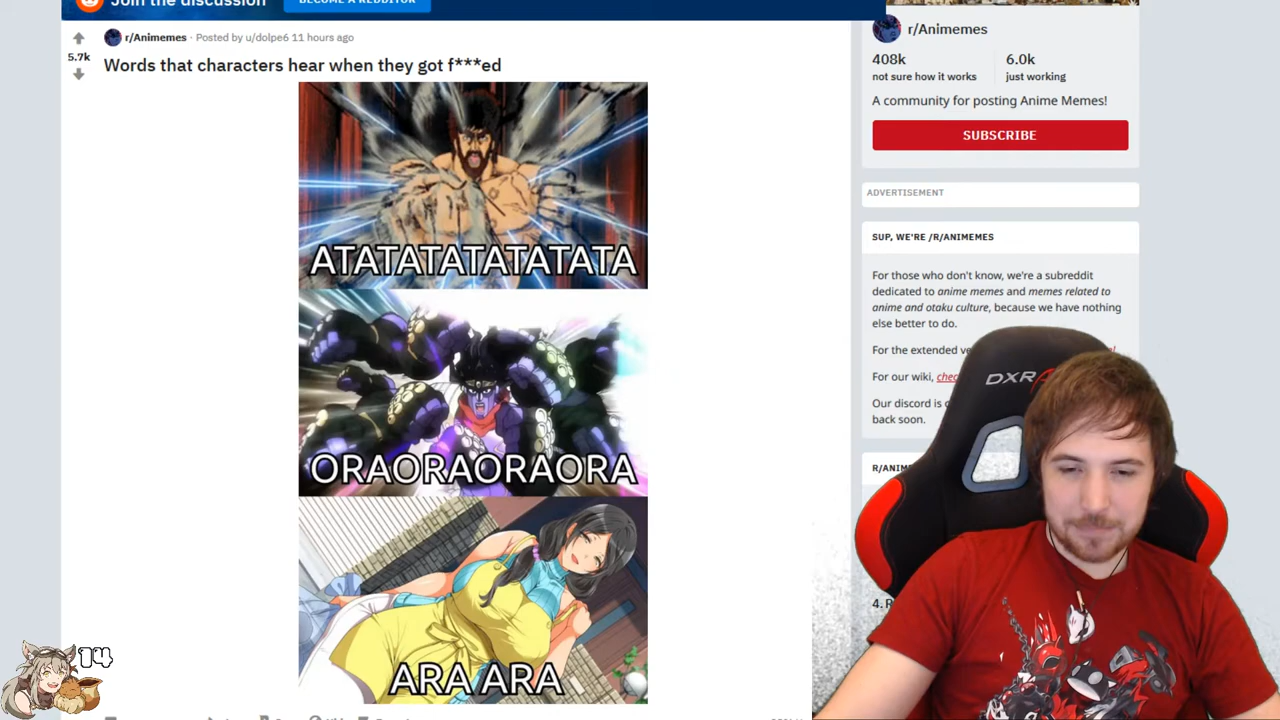 Join the discussion
BECOME A REDDITOR
r/Animemes · Posted by u/dolpe6 11 hours ago
5.7k
Words that characters hear when they got f***ed
ATATATATATATATA
ORAORAORAORA
ARA ARA
r/Animemes
408k
6.0k
not sure how it works
just working
A community for posting Anime Memes!
SUBSCRIBE
ADVERTISEMENT
SUP, WE'RE /R/ANIMEMES
For those who don't know, we're a subreddit
dedicated to anime memes and memes related to
anime and otaku culture, because we have nothing
else better to do.
For the extended
For our wiki,
Our discord is
back soon.
4.
DXR
14